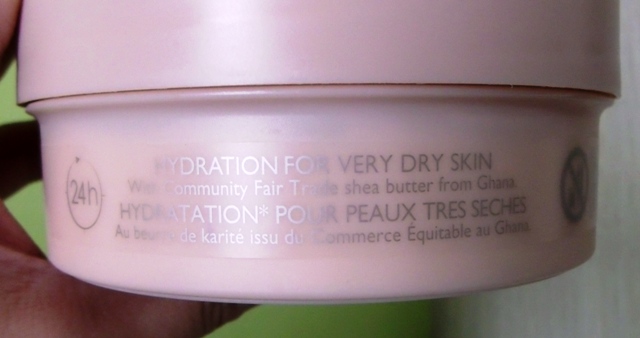 24h
HYDRATION FOR VERY DRY SKIN
With Community Fair Trade shea butter from Ghana.
HYDRATATION* POUR PEAUX TRES SECHES
Au beurre de karité issu du Commerce Équitable au Ghana.